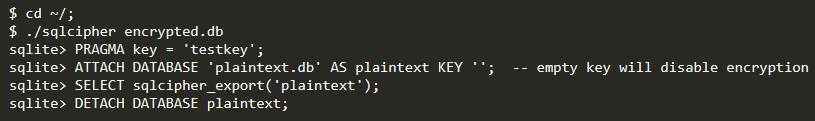 $ cd ~/;
$ ./sqlcipher encrypted.db
sqlite> PRAGMA key = 'testkey';
sqlite> ATTACH DATABASE 'plaintext.db' AS plaintext KEY '';  -- empty key will disable encryption
sqlite> SELECT sqlcipher_export('plaintext');
sqlite> DETACH DATABASE plaintext;